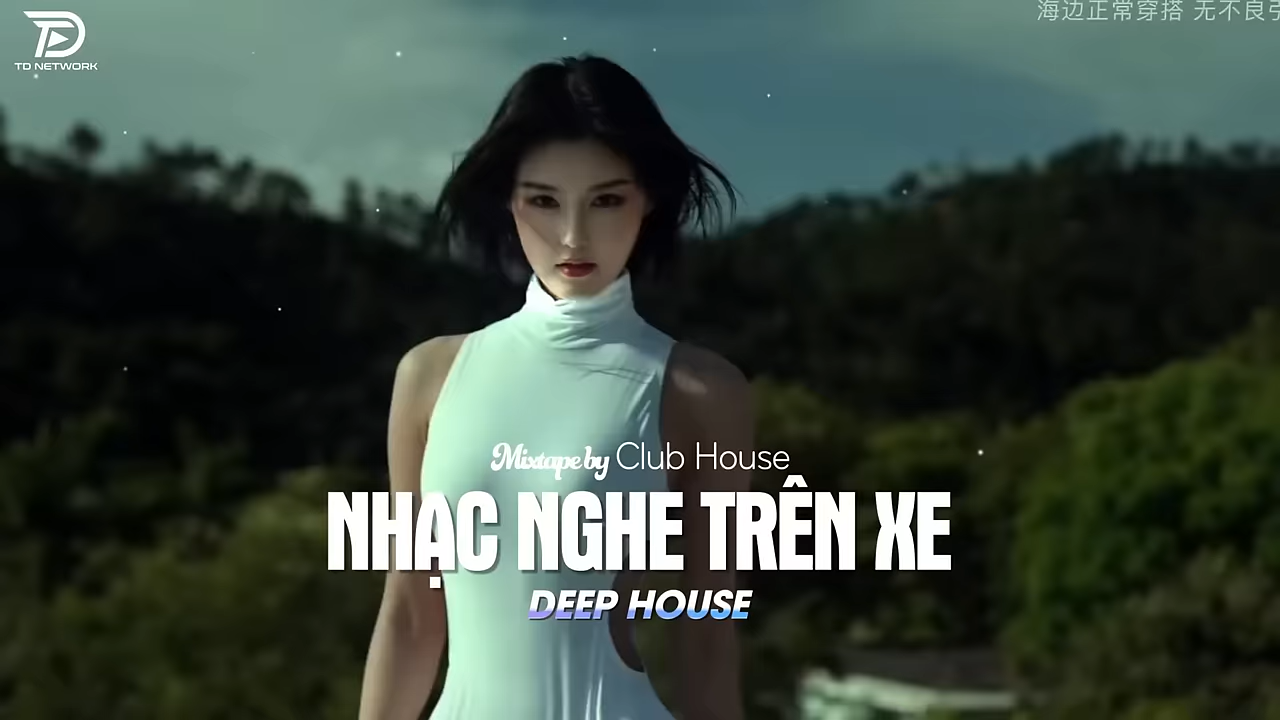 TD NETWORK
海边正常穿搭 无不良
Mixtape by Club House
NHẠC NGHE TRÊN XE
DEEP HOUSE